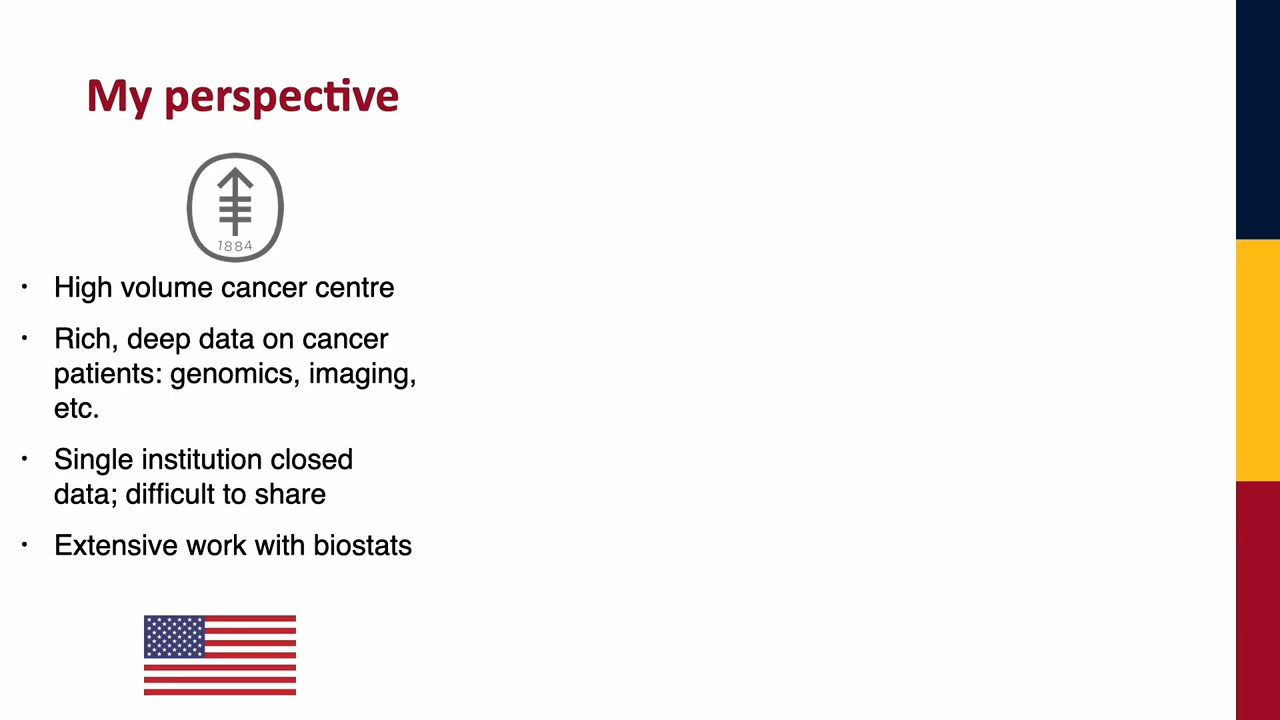 My perspective
1884
• High volume cancer centre
• Rich, deep data on cancer
patients: genomics, imaging,
etc.
• Single institution closed
data; difficult to share
• Extensive work with biostats